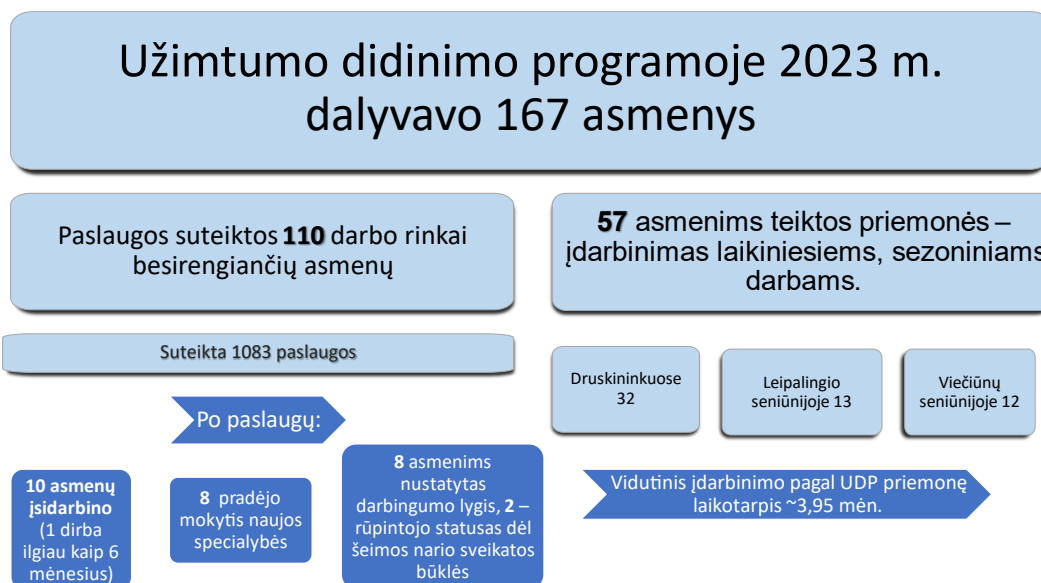 Užimtumo didinimo programoje 2023 m.
dalyvavo 167 asmenys
Paslaugos suteiktos 110 darbo rinkai
besirengiančių asmenų
57 asmenims teiktos priemonės –
įdarbinimas laikiniesiems, sezoniniams
darbams.
Suteikta 1083 paslaugos
Druskininkuose
32
Leipalingio
seniūnijoje 13
Viečiūnų
seniūnijoje 12
Po paslaugų:
10 asmenų
įsidarbino
(1 dirba
ilgiau kaip 6
mėnesius)
8 pradėjo
mokytis naujos
specialybės
8 asmenims
nustatytas
darbingumo lygis, 2 –
rūpintojo statusas dėl
šeimos nario sveikatos
būklės
Vidutinis įdarbinimo pagal UDP priemonę
laikotarpis ~3,95 mėn.